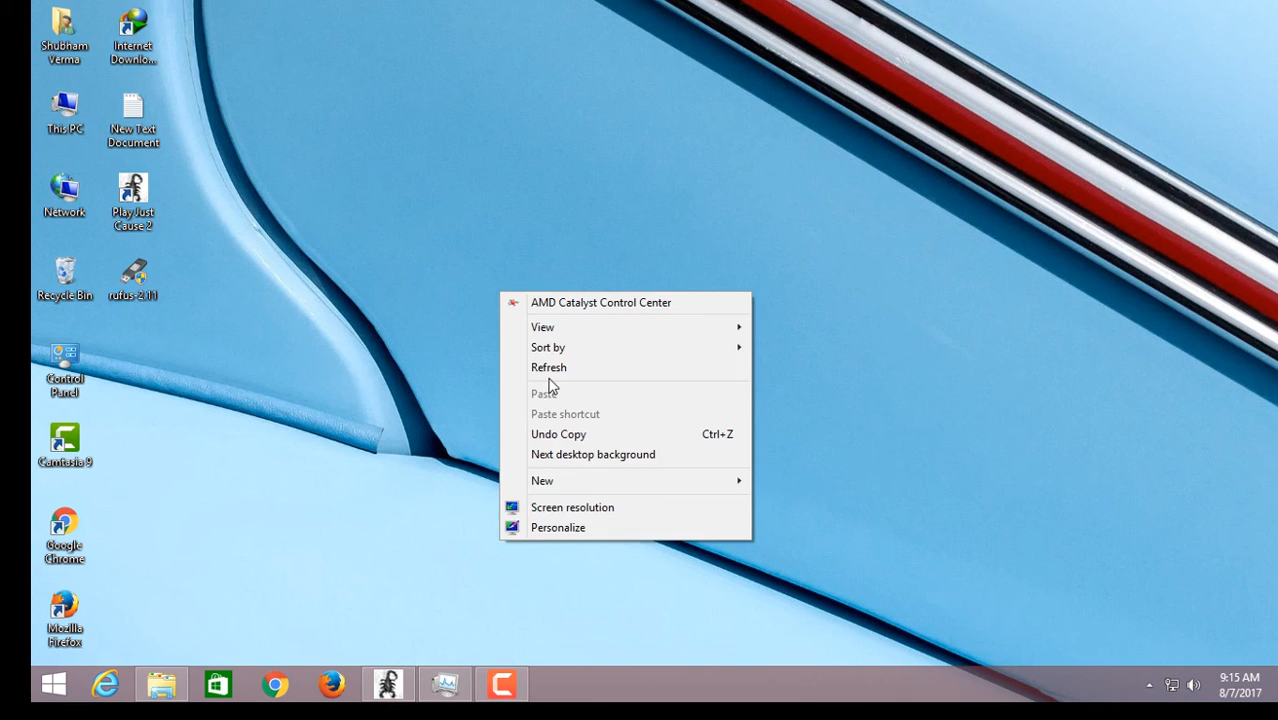 Shubham
Verma
Internet
Downlo...
This PC
New Text
Document
Network
Play Just
Cause 2
Recycle Bin
rufus-2.11
Control
Panel
Camtasia 9
Google
Chrome
Mozilla
Firefox
AMD Catalyst Control Center
View
Sort by
Refresh
Paste
Paste shortcut
Undo Copy Ctrl+Z
Next desktop background
New
Screen resolution
Personalize
9:15 AM
8/7/2017